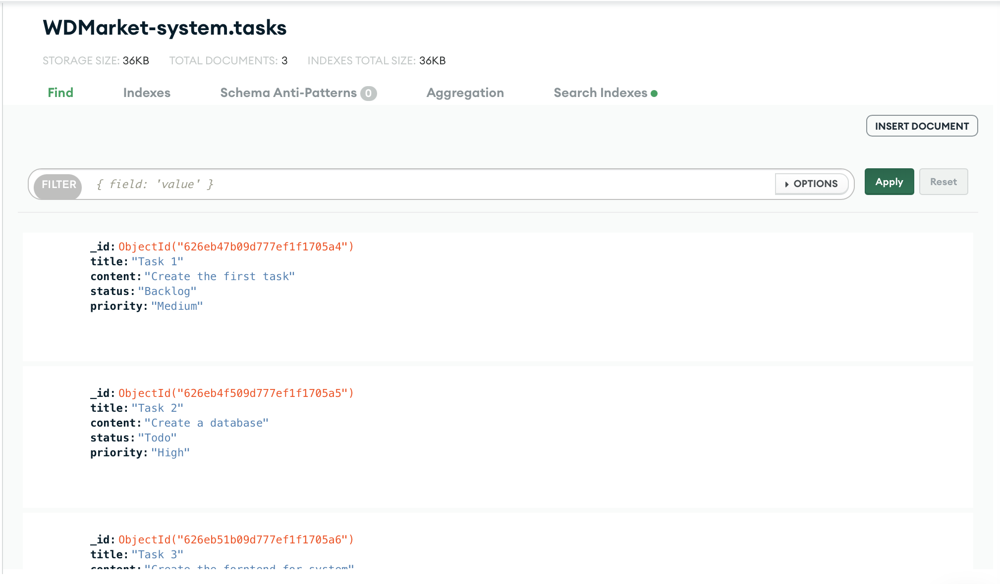 WDMarket-system.tasks
STORAGE SIZE: 36KB TOTAL DOCUMENTS: 3 INDEXES TOTAL SIZE: 36KB
Find Indexes Schema Anti-Patterns 0 Aggregation Search Indexes
INSERT DOCUMENT
FILTER { field: 'value' } OPTIONS Apply Reset
_id: ObjectId("626eb47b09d777ef1f1705a4")
title: "Task 1"
content: "Create the first task"
status: "Backlog"
priority: "Medium"
_id: ObjectId("626eb4f509d777ef1f1705a5")
title: "Task 2"
content: "Create a database"
status: "Todo"
priority: "High"
_id: ObjectId("626eb51b09d777ef1f1705a6")
title: "Task 3"
content: "Create the forntend for system"